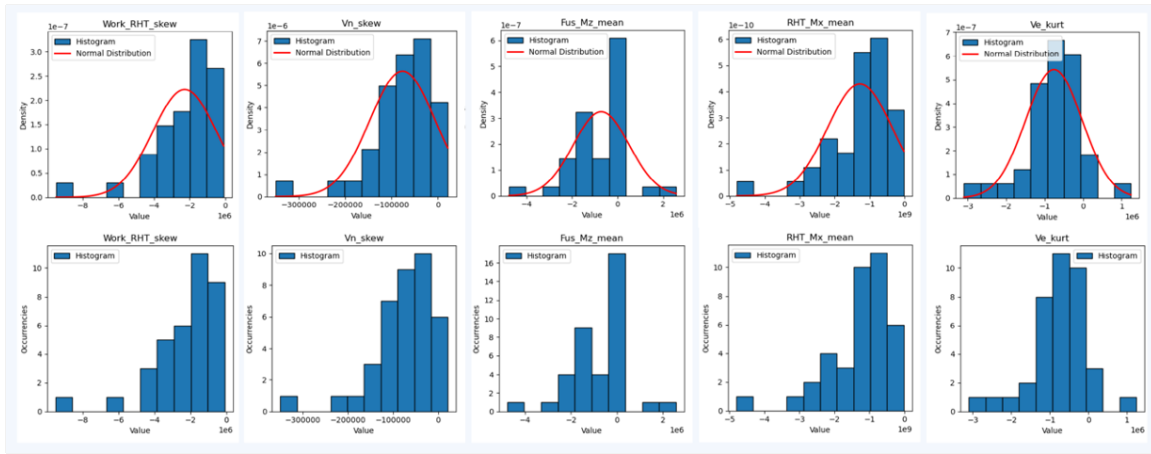 Work_RHT_skew
1e-7
Histogram
Normal Distribution
3.0
2.5
2.0
1.5
1.0
0.5
0.0
Density
-8 -6 -4 -2 0
Value
1e6
Vn_skew
1e-6
Histogram
Normal Distribution
7
6
5
4
3
2
1
0
Density
-300000 -200000 -100000 0
Value
Fus_Mz_mean
1e-7
Histogram
Normal Distribution
7
6
5
4
3
2
1
0
Density
-4 -2 0 2
Value
1e6
RHT_Mx_mean
1e-10
Histogram
Normal Distribution
6
5
4
3
2
1
0
Density
-5 -4 -3 -2 -1 0
Value
1e9
Ve_kurt
1e-7
Histogram
Normal Distribution
7
6
5
4
3
2
1
0
Density
-3 -2 -1 0 1
Value
1e6
Work_RHT_skew
Histogram
10
8
6
4
2
0
Occurrencies
-8 -6 -4 -2 0
Value
1e6
Vn_skew
Histogram
10
8
6
4
2
0
Occurrencies
-300000 -200000 -100000 0
Value
Fus_Mz_mean
Histogram
16
14
12
10
8
6
4
2
0
Occurrencies
-4 -2 0 2
Value
1e6
RHT_Mx_mean
Histogram
10
8
6
4
2
0
Occurrencies
-5 -4 -3 -2 -1 0
Value
1e9
Ve_kurt
Histogram
10
8
6
4
2
0
Occurrencies
-3 -2 -1 0 1
Value
1e6